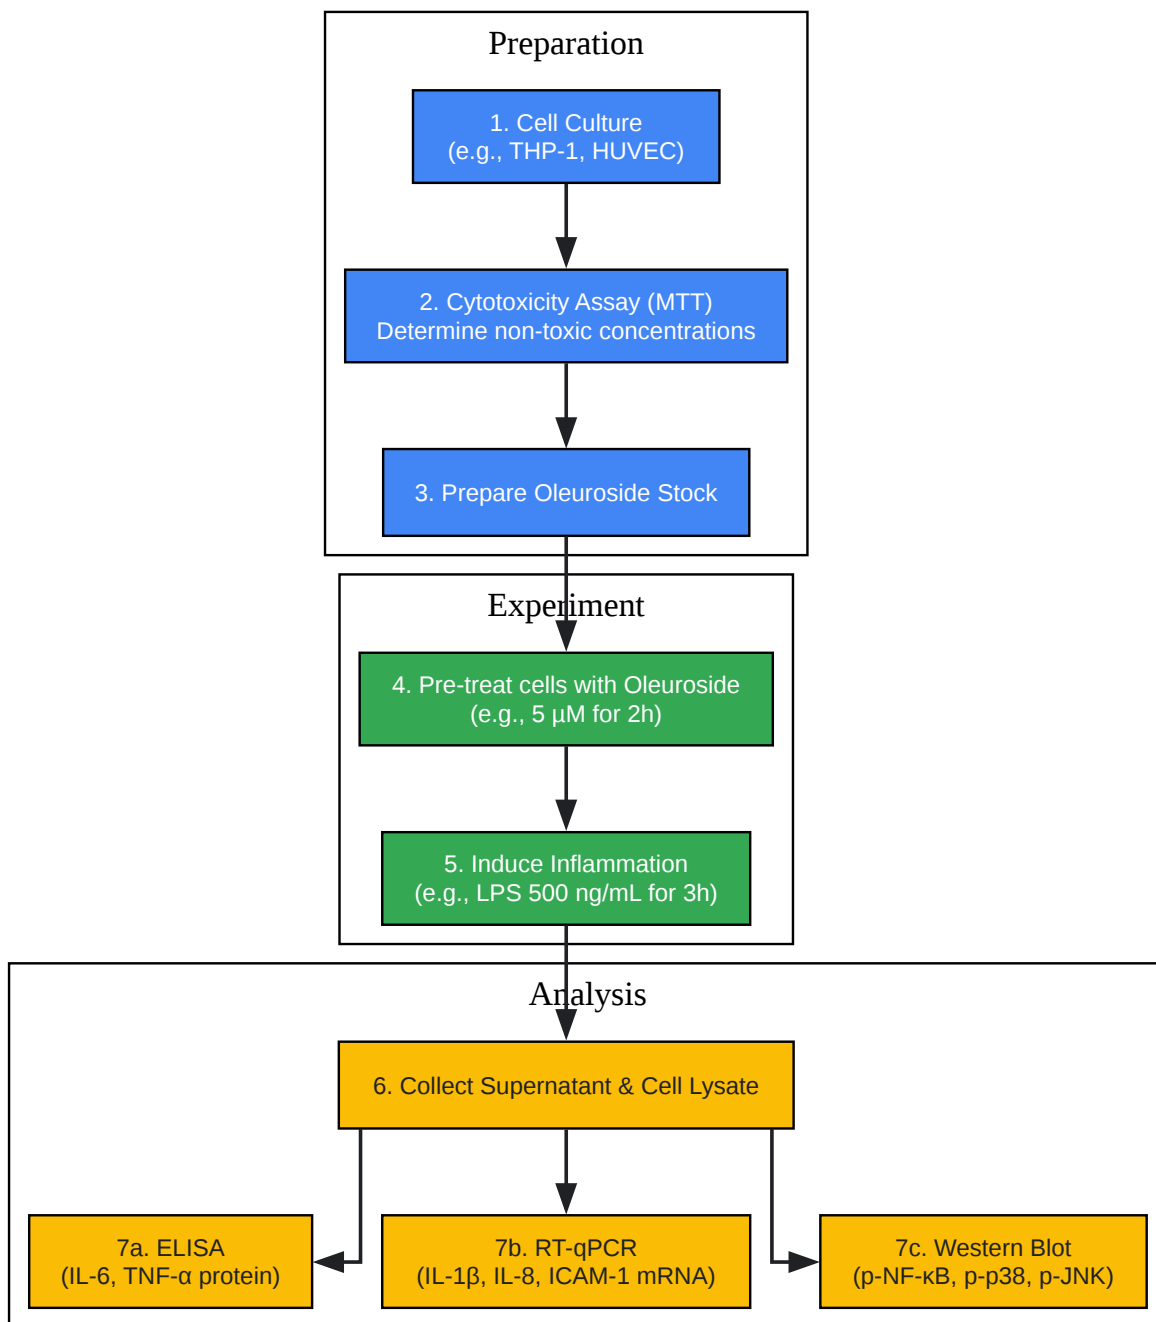 Preparation
1. Cell Culture
(e.g., THP-1, HUVEC)
2. Cytotoxicity Assay (MTT)
Determine non-toxic concentrations
3. Prepare Oleuroside Stock
Experiment
4. Pre-treat cells with Oleuroside
(e.g., 5 µM for 2h)
5. Induce Inflammation
(e.g., LPS 500 ng/mL for 3h)
Analysis
6. Collect Supernatant & Cell Lysate
7a. ELISA
(IL-6, TNF-α protein)
7b. RT-qPCR
(IL-1β, IL-8, ICAM-1 mRNA)
7c. Western Blot
(p-NF-κB, p-p38, p-JNK)